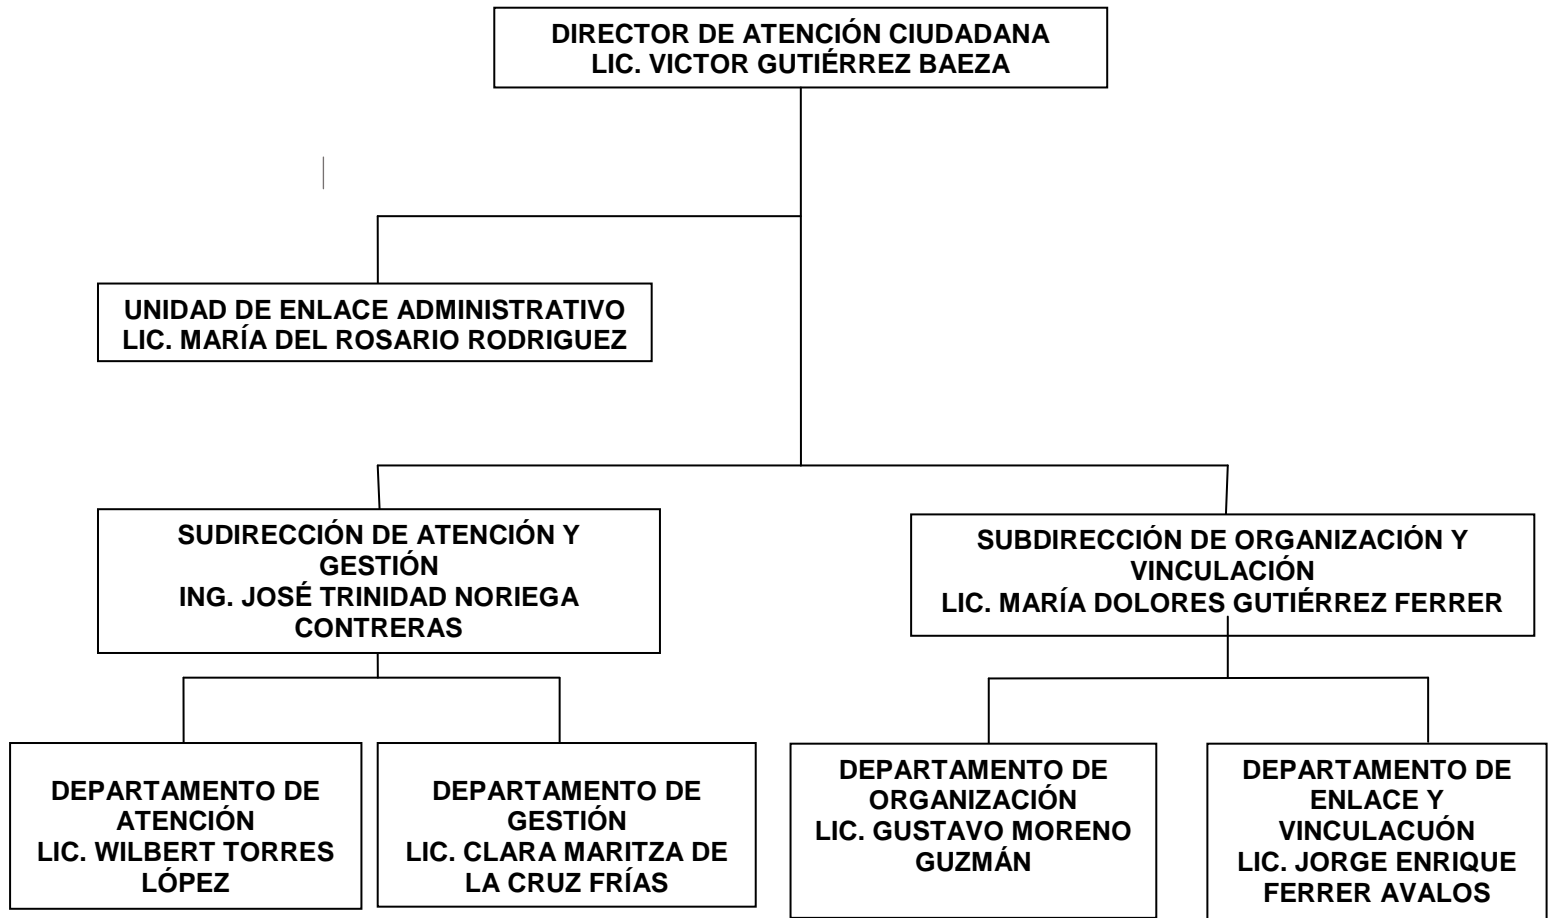 DIRECTOR DE ATENCIÓN CIUDADANA
LIC. VICTOR GUTIÉRREZ BAEZA
UNIDAD DE ENLACE ADMINISTRATIVO
LIC. MARÍA DEL ROSARIO RODRIGUEZ
SUDIRECCIÓN DE ATENCIÓN Y
GESTIÓN
ING. JOSÉ TRINIDAD NORIEGA
CONTRERAS
SUBDIRECCIÓN DE ORGANIZACIÓN Y
VINCULACIÓN
LIC. MARÍA DOLORES GUTIÉRREZ FERRER
DEPARTAMENTO DE
ATENCIÓN
LIC. WILBERT TORRES
LÓPEZ
DEPARTAMENTO DE
GESTIÓN
LIC. CLARA MARITZA DE
LA CRUZ FRÍAS
DEPARTAMENTO DE
ORGANIZACIÓN
LIC. GUSTAVO MORENO
GUZMÁN
DEPARTAMENTO DE
ENLACE Y
VINCULACUÓN
LIC. JORGE ENRIQUE
FERRER AVALOS